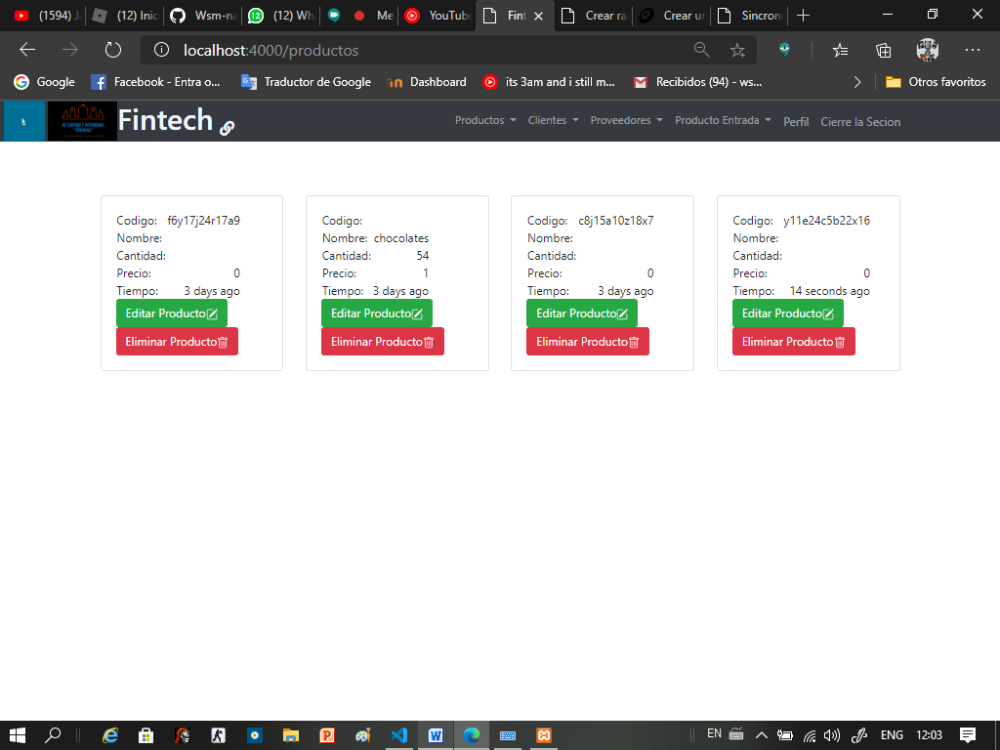 (1594) J
(12) Inic
Wsm-na
(12) Wh
Me
YouTube
Fint
Crear ra
Crear un
Sincroni
localhost:4000/productos
Google
Facebook - Entra o...
Traductor de Google
Dashboard
its 3am and i still m...
Recibidos (94) - ws...
Otros favoritos
Fintech
Productos
Clientes
Proveedores
Producto Entrada
Perfil
Cierre la Secion
Codigo: f6y17j24r17a9
Nombre:
Cantidad:
Precio: 0
Tiempo: 3 days ago
Editar Producto
Eliminar Producto
Codigo:
Nombre: chocolates
Cantidad: 54
Precio: 1
Tiempo: 3 days ago
Editar Producto
Eliminar Producto
Codigo: c8j15a10z18x7
Nombre:
Cantidad:
Precio: 0
Tiempo: 3 days ago
Editar Producto
Eliminar Producto
Codigo: y11e24c5b22x16
Nombre:
Cantidad:
Precio: 0
Tiempo: 14 seconds ago
Editar Producto
Eliminar Producto
EN
ENG
12:03